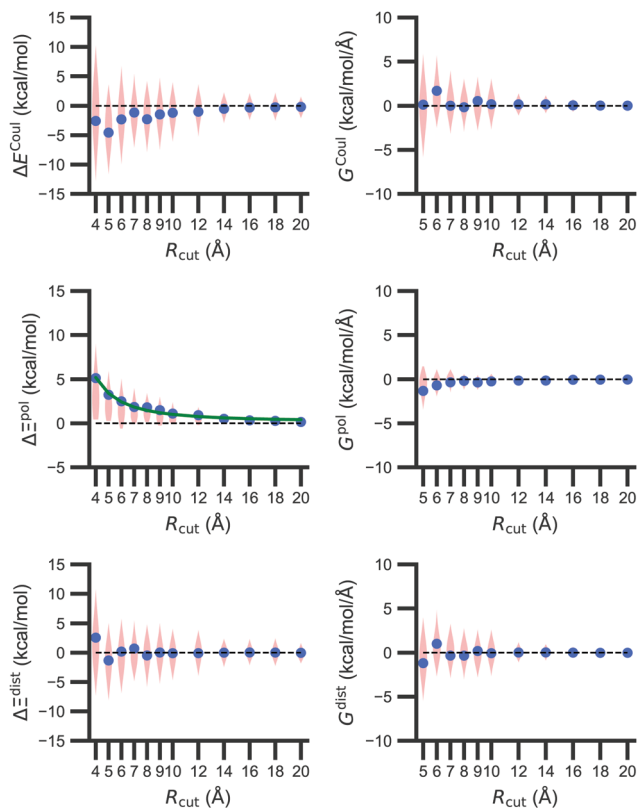 ΔE^Coul (kcal/mol)
15
10
5
0
−5
−10
−15
4 5 6 7 8 9 10 12 14 16 18 20
R_cut (Å)
G^Coul (kcal/mol/Å)
10
5
0
−5
−10
5 6 7 8 9 10 12 14 16 18 20
R_cut (Å)
ΔΞ^pol (kcal/mol)
15
10
5
0
−5
4 5 6 7 8 9 10 12 14 16 18 20
R_cut (Å)
G^pol (kcal/mol/Å)
10
5
0
−5
−10
5 6 7 8 9 10 12 14 16 18 20
R_cut (Å)
ΔΞ^dist (kcal/mol)
15
10
5
0
−5
−10
−15
4 5 6 7 8 9 10 12 14 16 18 20
R_cut (Å)
G^dist (kcal/mol/Å)
10
5
0
−5
−10
5 6 7 8 9 10 12 14 16 18 20
R_cut (Å)